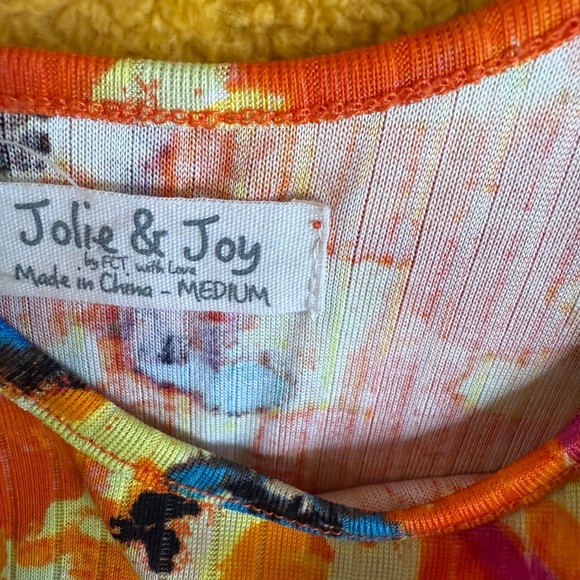 Jolie & Joy
by FCT. with Love
Made in China - MEDIUM